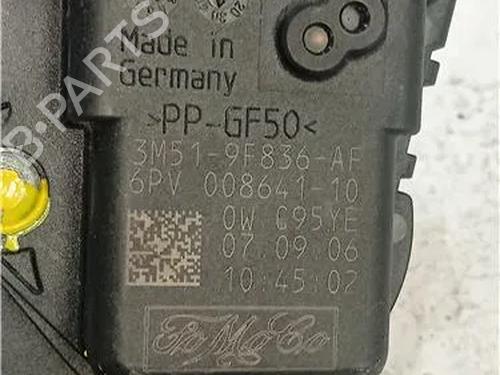 Made in
Germany
>PP-GF50<
3M51-9F836-AF
6PV 008641-10
0W C95YE
07.09.06
10:45:02
FoMoCo
B-PARTS